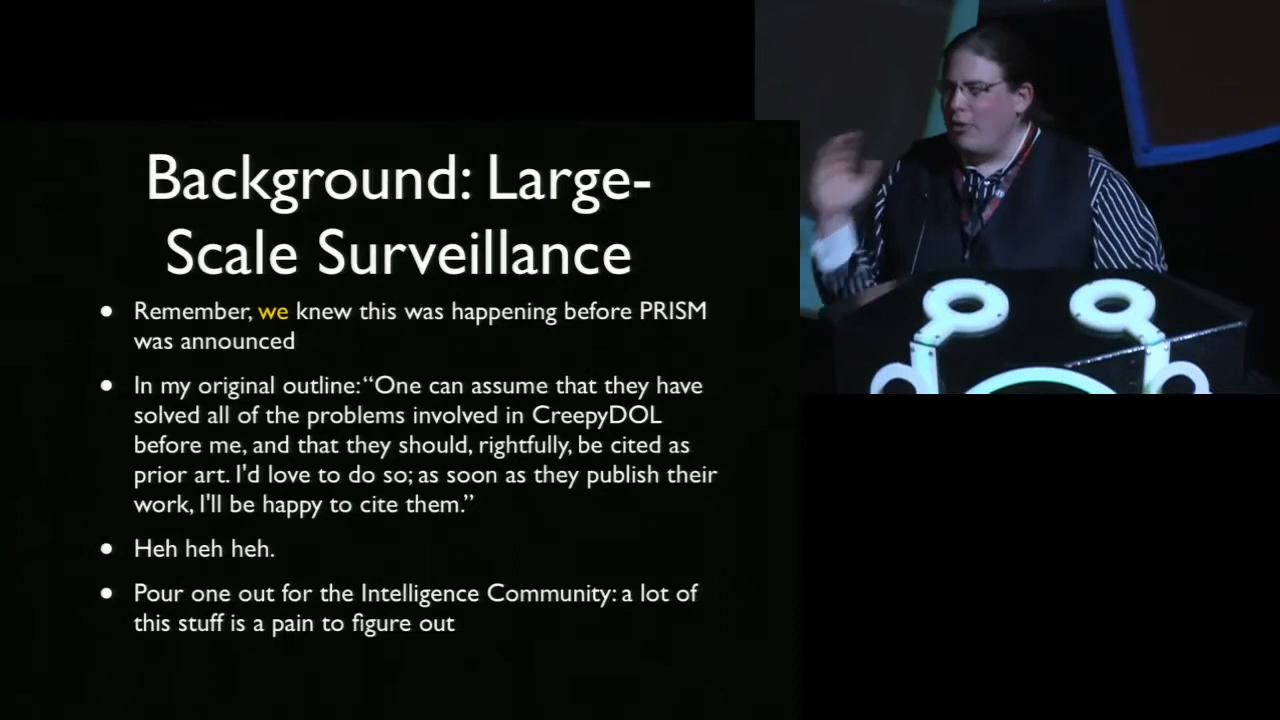 Background: Large-
Scale Surveillance
• Remember, we knew this was happening before PRISM
was announced
• In my original outline: “One can assume that they have
solved all of the problems involved in CreepyDOL
before me, and that they should, rightfully, be cited as
prior art. I'd love to do so; as soon as they publish their
work, I'll be happy to cite them.”
• Heh heh heh.
• Pour one out for the Intelligence Community: a lot of
this stuff is a pain to figure out